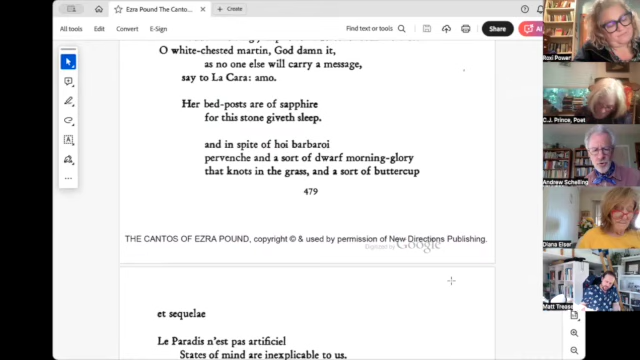 Ezra Pound The Cantos ...
+ Create
All tools
Edit
Convert
E-Sign
Find text or tools
Share
O white-chested martin, God damn it,
as no one else will carry a message,
say to La Cara: amo.
Her bed-posts are of sapphire
for this stone giveth sleep.
and in spite of hoi barbaroi
pervenche and a sort of dwarf morning-glory
that knots in the grass, and a sort of buttercup
479
THE CANTOS OF EZRA POUND, copyright © & used by permission of New Directions Publishing.
Digitized by Google
et sequelae
Le Paradis n'est pas artificiel
States of mind are inexplicable to us.
Roxi Power
C.J. Prince, Poet
Andrew Schelling
Diana Elser
Matt Trease